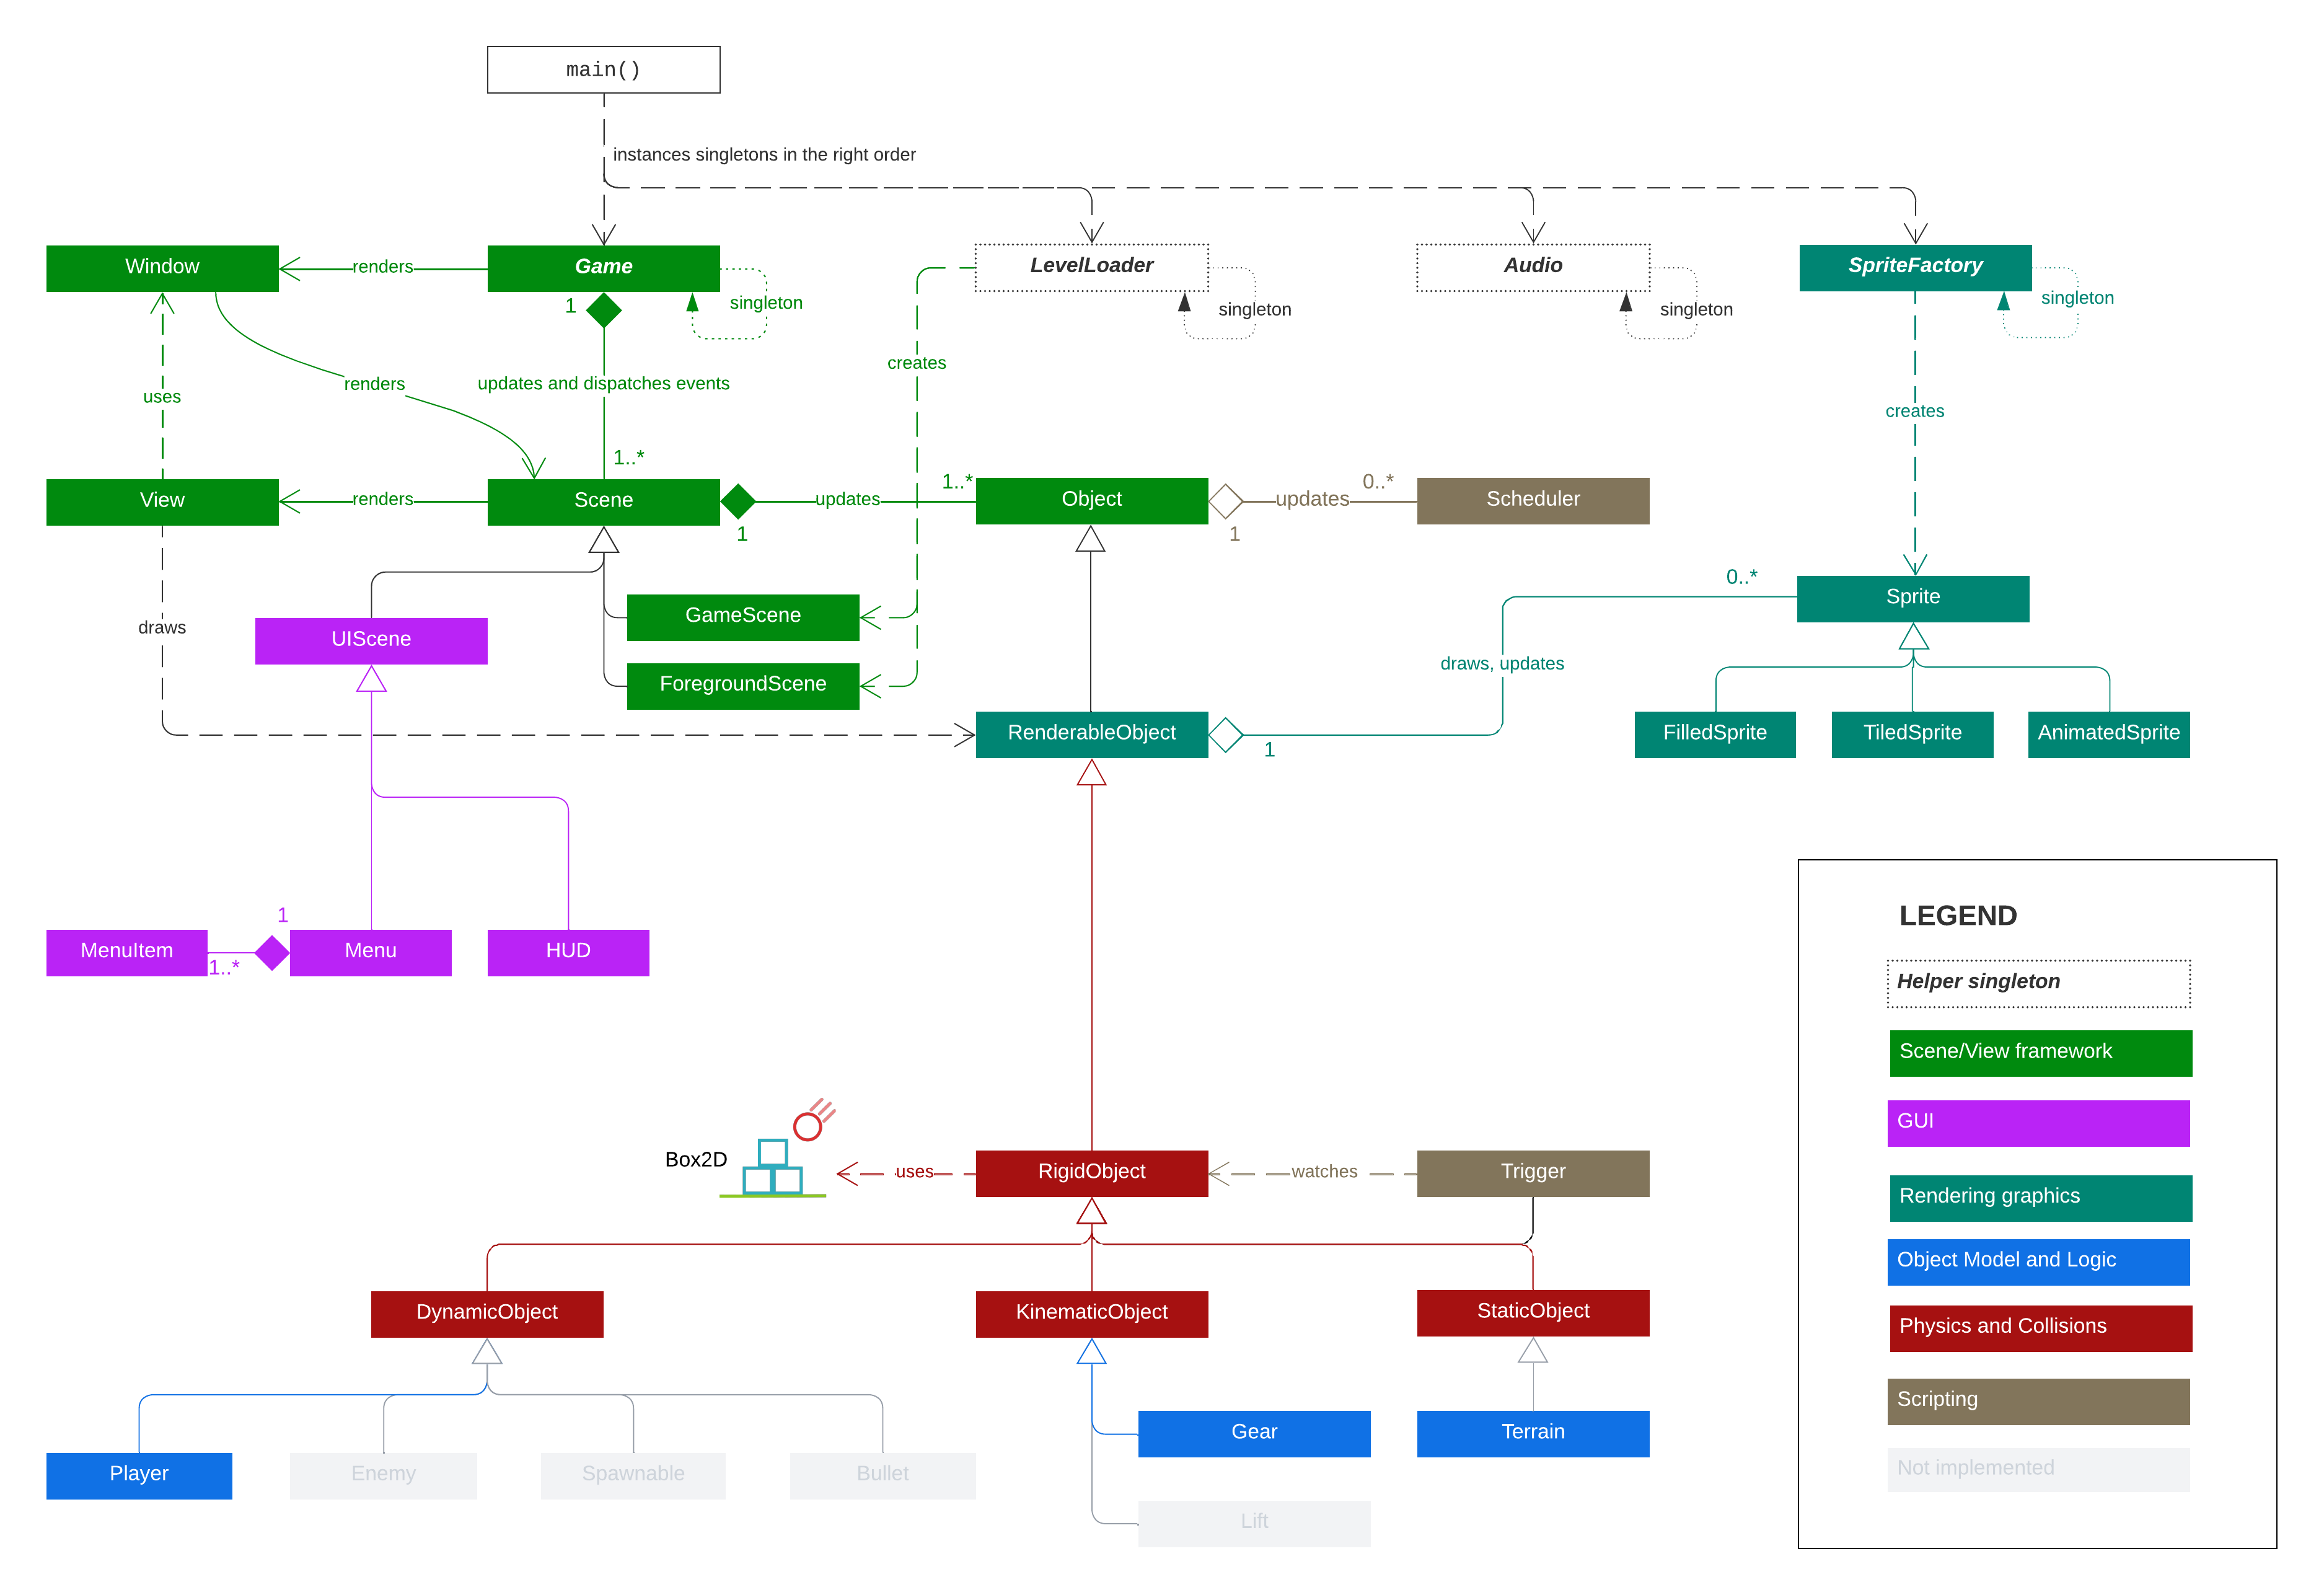 main()
instances singletons in the right order
Window
renders
Game
LevelLoader
Audio
SpriteFactory
1
singleton
singleton
singleton
singleton
creates
renders
updates and dispatches events
uses
creates
1..*
View
renders
Scene
updates
1..*
1
Object
updates
0..*
1
Scheduler
0..*
Sprite
GameScene
draws
UIScene
ForegroundScene
draws, updates
RenderableObject
1
FilledSprite
TiledSprite
AnimatedSprite
1
MenuItem
1..*
Menu
HUD
Box2D
uses
RigidObject
watches
Trigger
DynamicObject
KinematicObject
StaticObject
Gear
Terrain
Player
Enemy
Spawnable
Bullet
Lift
LEGEND
Helper singleton
Scene/View framework
GUI
Rendering graphics
Object Model and Logic
Physics and Collisions
Scripting
Not implemented